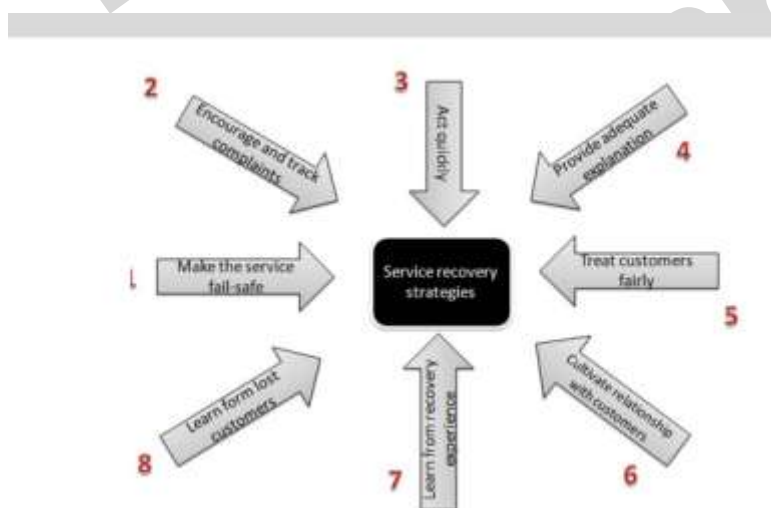 2
Encourage and track
complaints
3
Act quickly
Provide adequate
explanation
4
Make the service
fail-safe
Service recovery
strategies
Treat customers
fairly
5
Learn form lost
customers
8
Learn from recovery
experience
7
Cultivate relationship
with customers
6